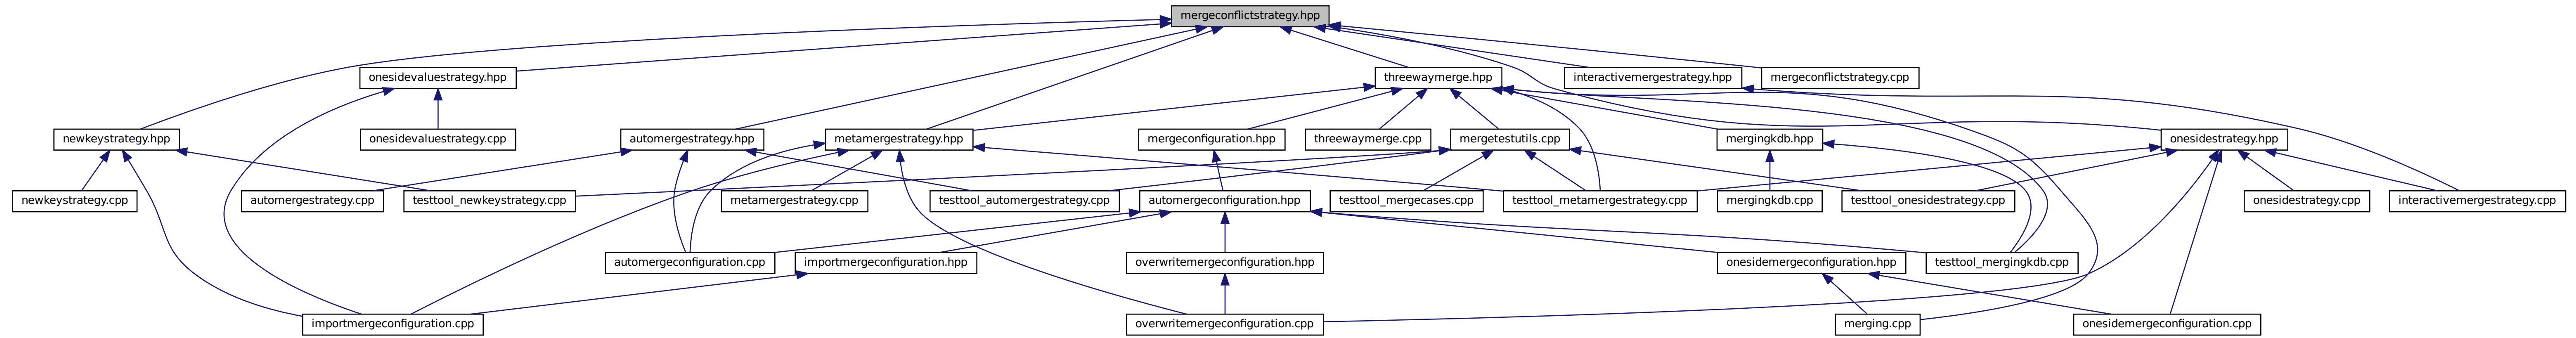 mergeconflictstrategy.hpp
onesidevaluestrategy.hpp
threewaymerge.hpp
interactivemergestrategy.hpp
mergeconflictstrategy.cpp
newkeystrategy.hpp
onesidevaluestrategy.cpp
automergestrategy.hpp
metamergestrategy.hpp
mergeconfiguration.hpp
threewaymerge.cpp
mergetestutils.cpp
mergingkdb.hpp
onesidestrategy.hpp
newkeystrategy.cpp
automergestrategy.cpp
testtool_newkeystrategy.cpp
metamergestrategy.cpp
testtool_automergestrategy.cpp
automergeconfiguration.hpp
testtool_mergecases.cpp
testtool_metamergestrategy.cpp
mergingkdb.cpp
testtool_onesidestrategy.cpp
onesidestrategy.cpp
interactivemergestrategy.cpp
automergeconfiguration.cpp
importmergeconfiguration.hpp
overwritemergeconfiguration.hpp
onesidemergeconfiguration.hpp
testtool_mergingkdb.cpp
importmergeconfiguration.cpp
overwritemergeconfiguration.cpp
merging.cpp
onesidemergeconfiguration.cpp